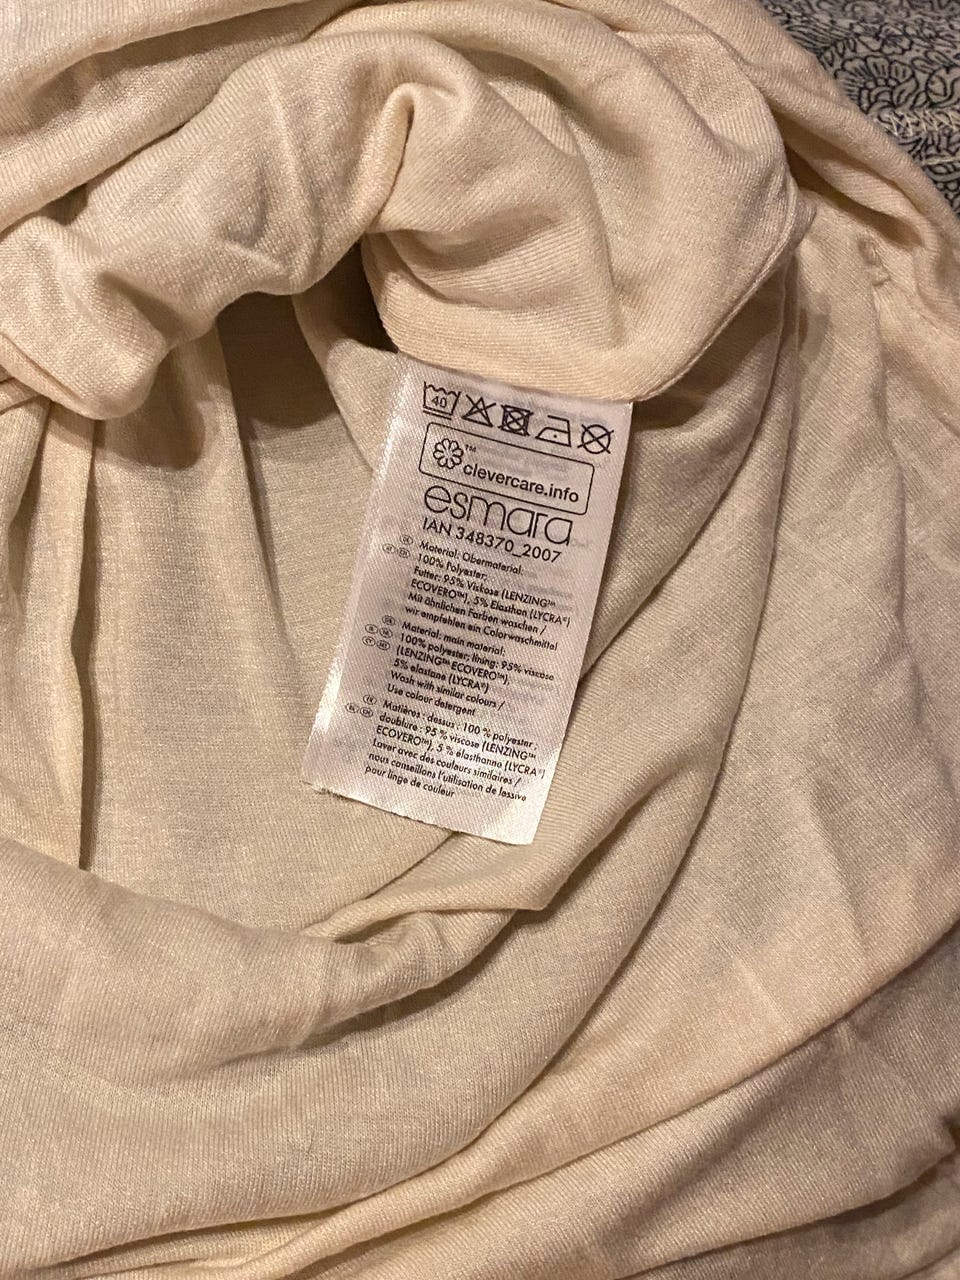 40
clevercare.info
esmara
IAN 348370_2007
Material: Obermaterial:
100% Polyester;
Futter: 95% Viskose (LENZING™
ECOVERO™), 5% Elasthan (LYCRA®)
Mit ähnlichen Farben waschen /
wir empfehlen ein Colorwaschmittel
Material: main material:
100% polyester; lining: 95% viscose
(LENZING™ ECOVERO™),
5% elastane (LYCRA®)
Wash with similar colours /
Use colour detergent
Matières : dessus : 100 % polyester ;
doublure : 95 % viscose (LENZING™
ECOVERO™), 5 % élasthanne (LYCRA®)
Laver avec des couleurs similaires /
nous conseillons l'utilisation de lessive
pour linge de couleur